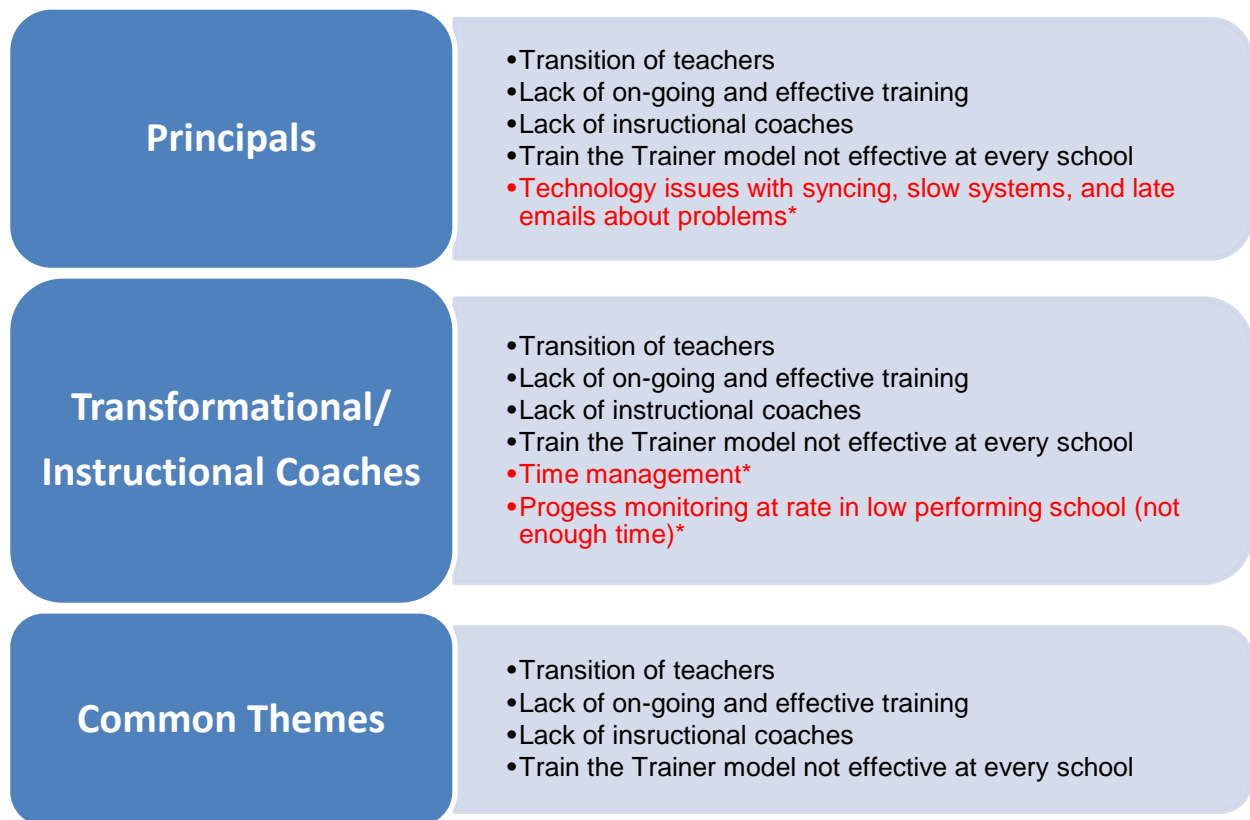 Principals
•Transition of teachers
•Lack of on-going and effective training
•Lack of insructional coaches
•Train the Trainer model not effective at every school
•Technology issues with syncing, slow systems, and late
emails about problems*
Transformational/
Instructional Coaches
•Transition of teachers
•Lack of on-going and effective training
•Lack of instructional coaches
•Train the Trainer model not effective at every school
•Time management*
•Progess monitoring at rate in low performing school (not
enough time)*
Common Themes
•Transition of teachers
•Lack of on-going and effective training
•Lack of insructional coaches
•Train the Trainer model not effective at every school